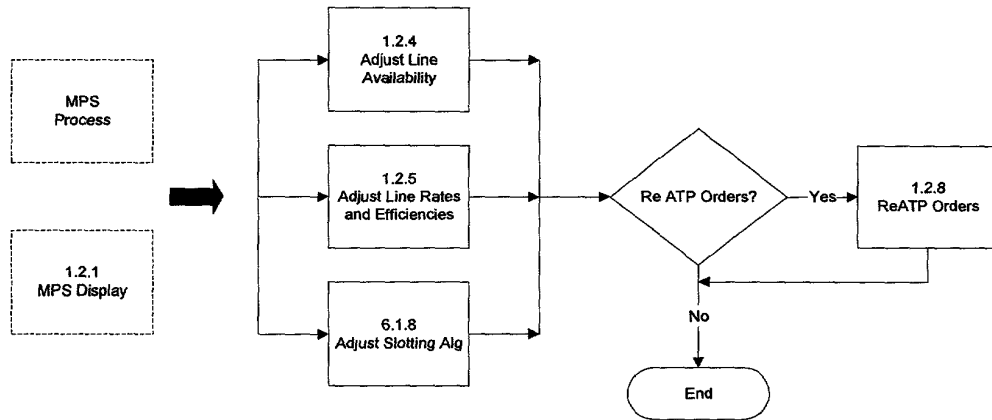 MPS
Process
1.2.1
MPS Display
1.2.4
Adjust Line
Availability
1.2.5
Adjust Line Rates
and Efficiencies
6.1.8
Adjust Slotting Alg
Re ATP Orders?
Yes
1.2.8
ReATP Orders
No
End